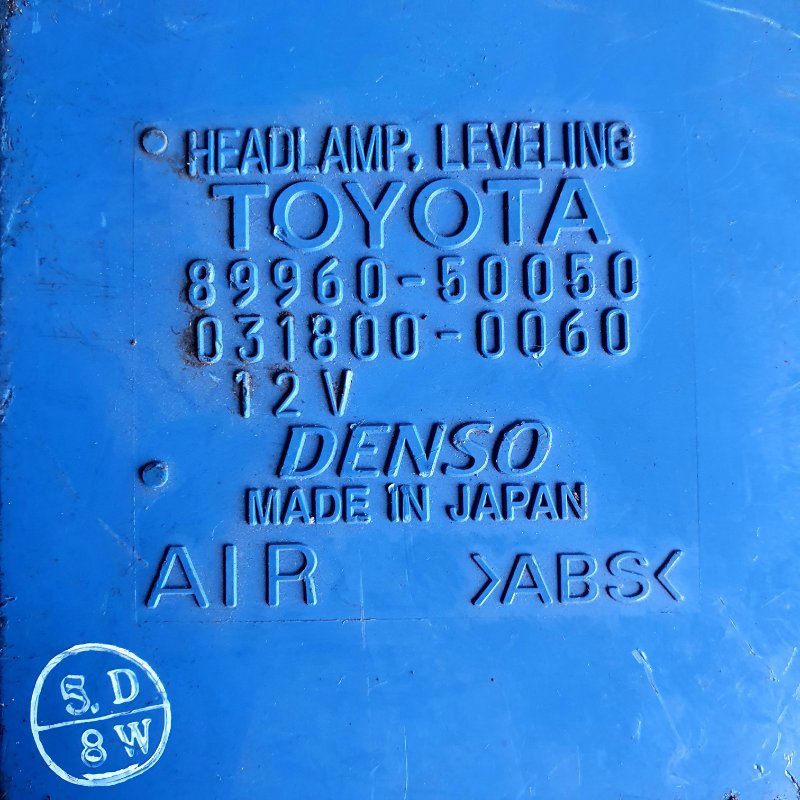 HEADLAMP, LEVELING
TOYOTA
89960-50050
031800-0060
12V
DENSO
MADE IN JAPAN
AIR >ABS<
5.D
8W